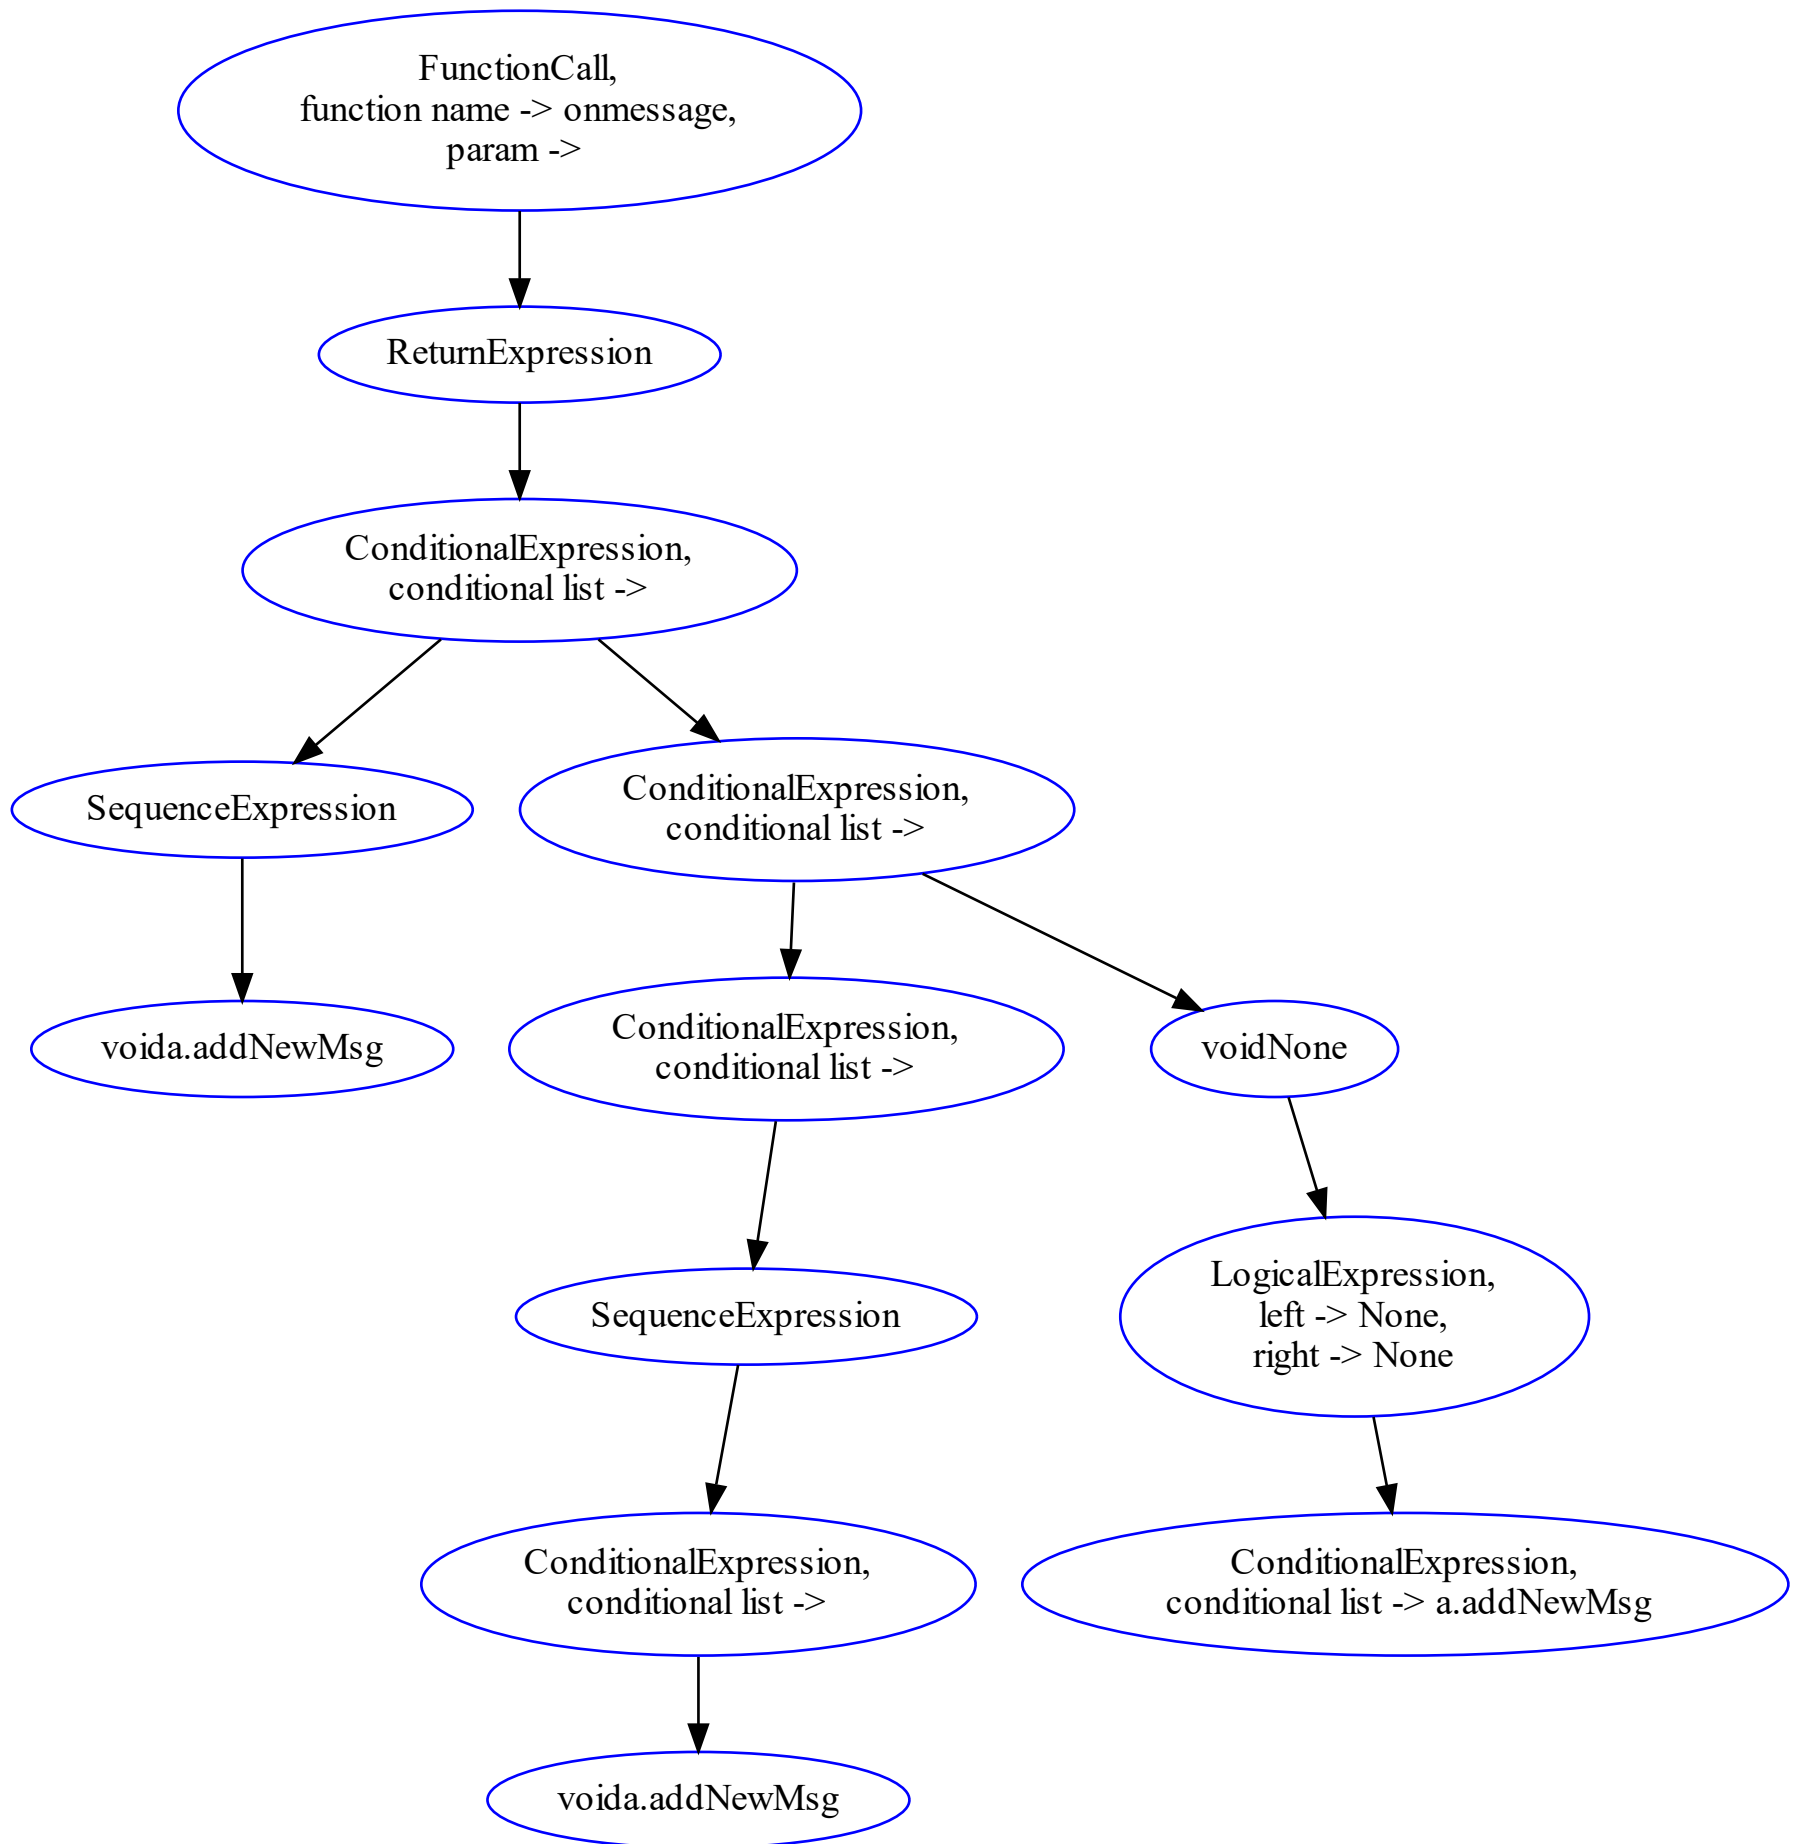 FunctionCall,
function name -> onmessage,
param ->
ReturnExpression
ConditionalExpression,
conditional list ->
SequenceExpression
ConditionalExpression,
conditional list ->
voida.addNewMsg
ConditionalExpression,
conditional list ->
voidNone
SequenceExpression
LogicalExpression,
left -> None,
right -> None
ConditionalExpression,
conditional list ->
ConditionalExpression,
conditional list -> a.addNewMsg
voida.addNewMsg